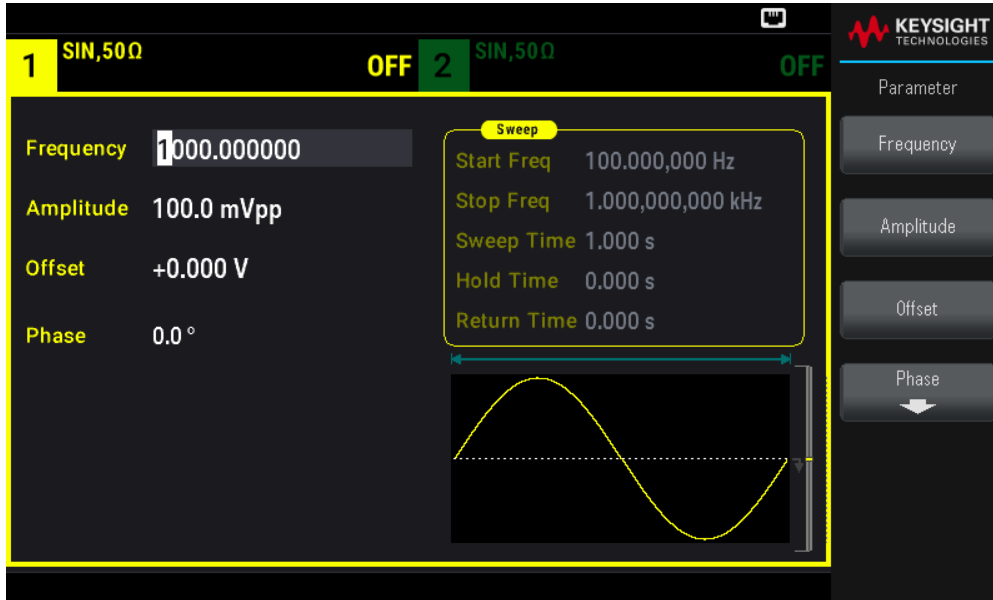 1 SIN,50Ω OFF
2 SIN,50Ω OFF
Frequency 1000.000000
Amplitude 100.0 mVpp
Offset +0.000 V
Phase 0.0 °
Sweep
Start Freq 100.000,000 Hz
Stop Freq 1.000,000,000 kHz
Sweep Time 1.000 s
Hold Time 0.000 s
Return Time 0.000 s
KEYSIGHT
TECHNOLOGIES
Parameter
Frequency
Amplitude
Offset
Phase